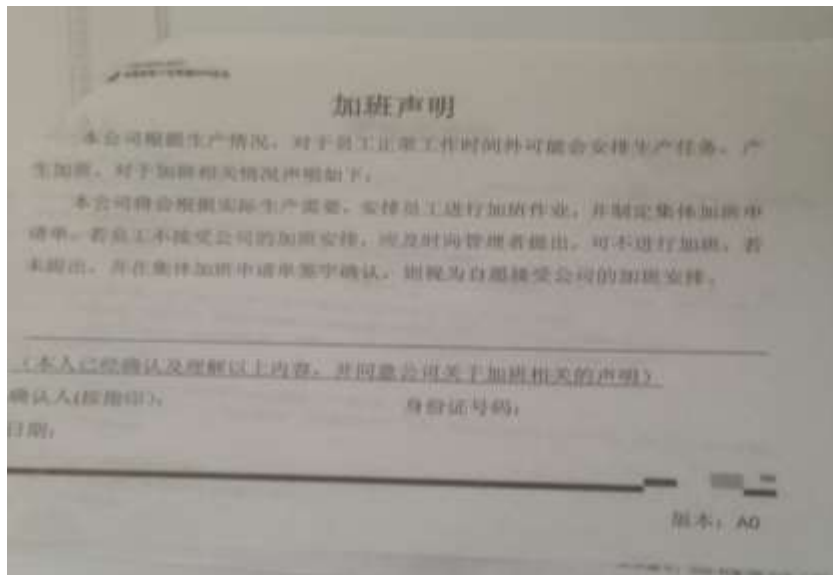 加班声明
本公司根据生产情况，对于员工正常工作时间外可能会安排生产任务，产
生加班，对于加班相关情况声明如下：
本公司将会根据实际生产需要，安排员工进行加班作业，并制定集体加班申
请单。若员工不接受公司的加班安排，应及时向管理者提出，可不进行加班，若
未提出，并在集体加班申请单签字确认，则视为自愿接受公司的加班安排。
（本人已经确认及理解以上内容，并同意公司关于加班相关的声明）
确认人(按指印)： 身份证号码：
日期：
版本：A0